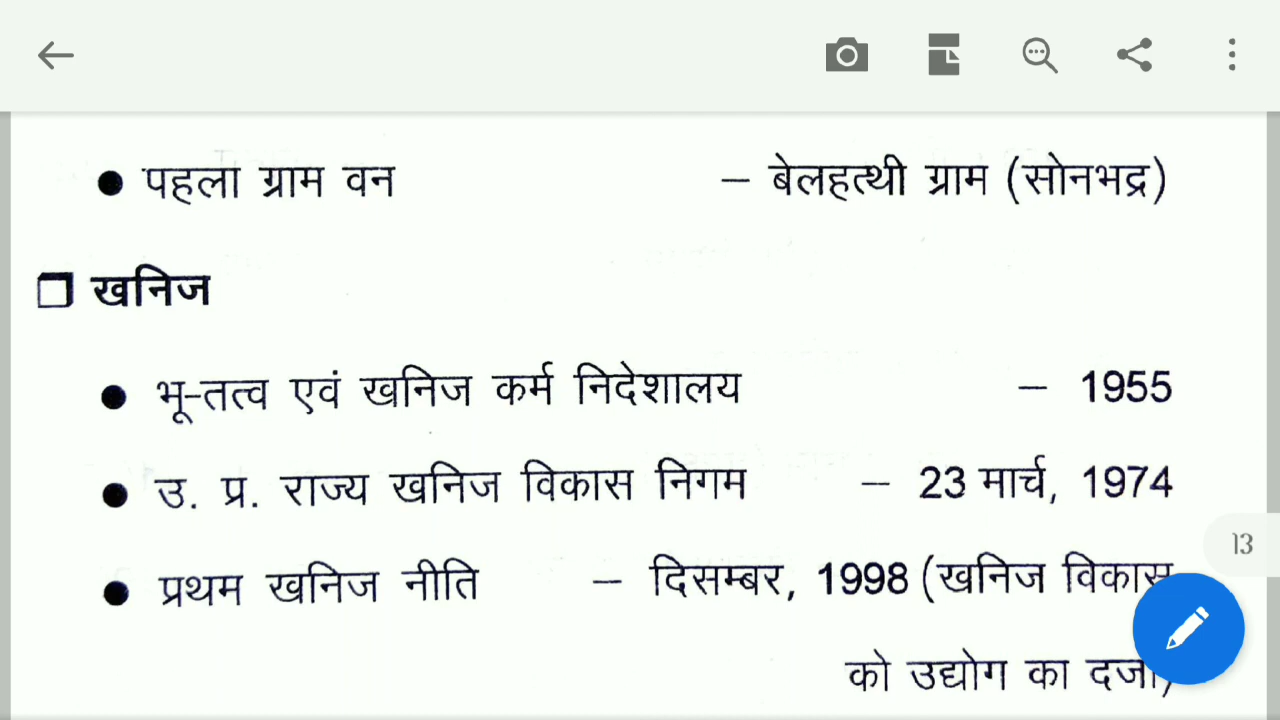 ● पहला ग्राम वन – बेलहत्थी ग्राम (सोनभद्र)
❒ खनिज
● भू-तत्व एवं खनिज कर्म निदेशालय – 1955
● उ. प्र. राज्य खनिज विकास निगम – 23 मार्च, 1974
13
● प्रथम खनिज नीति – दिसम्बर, 1998 (खनिज विकास
को उद्योग का दर्जा)